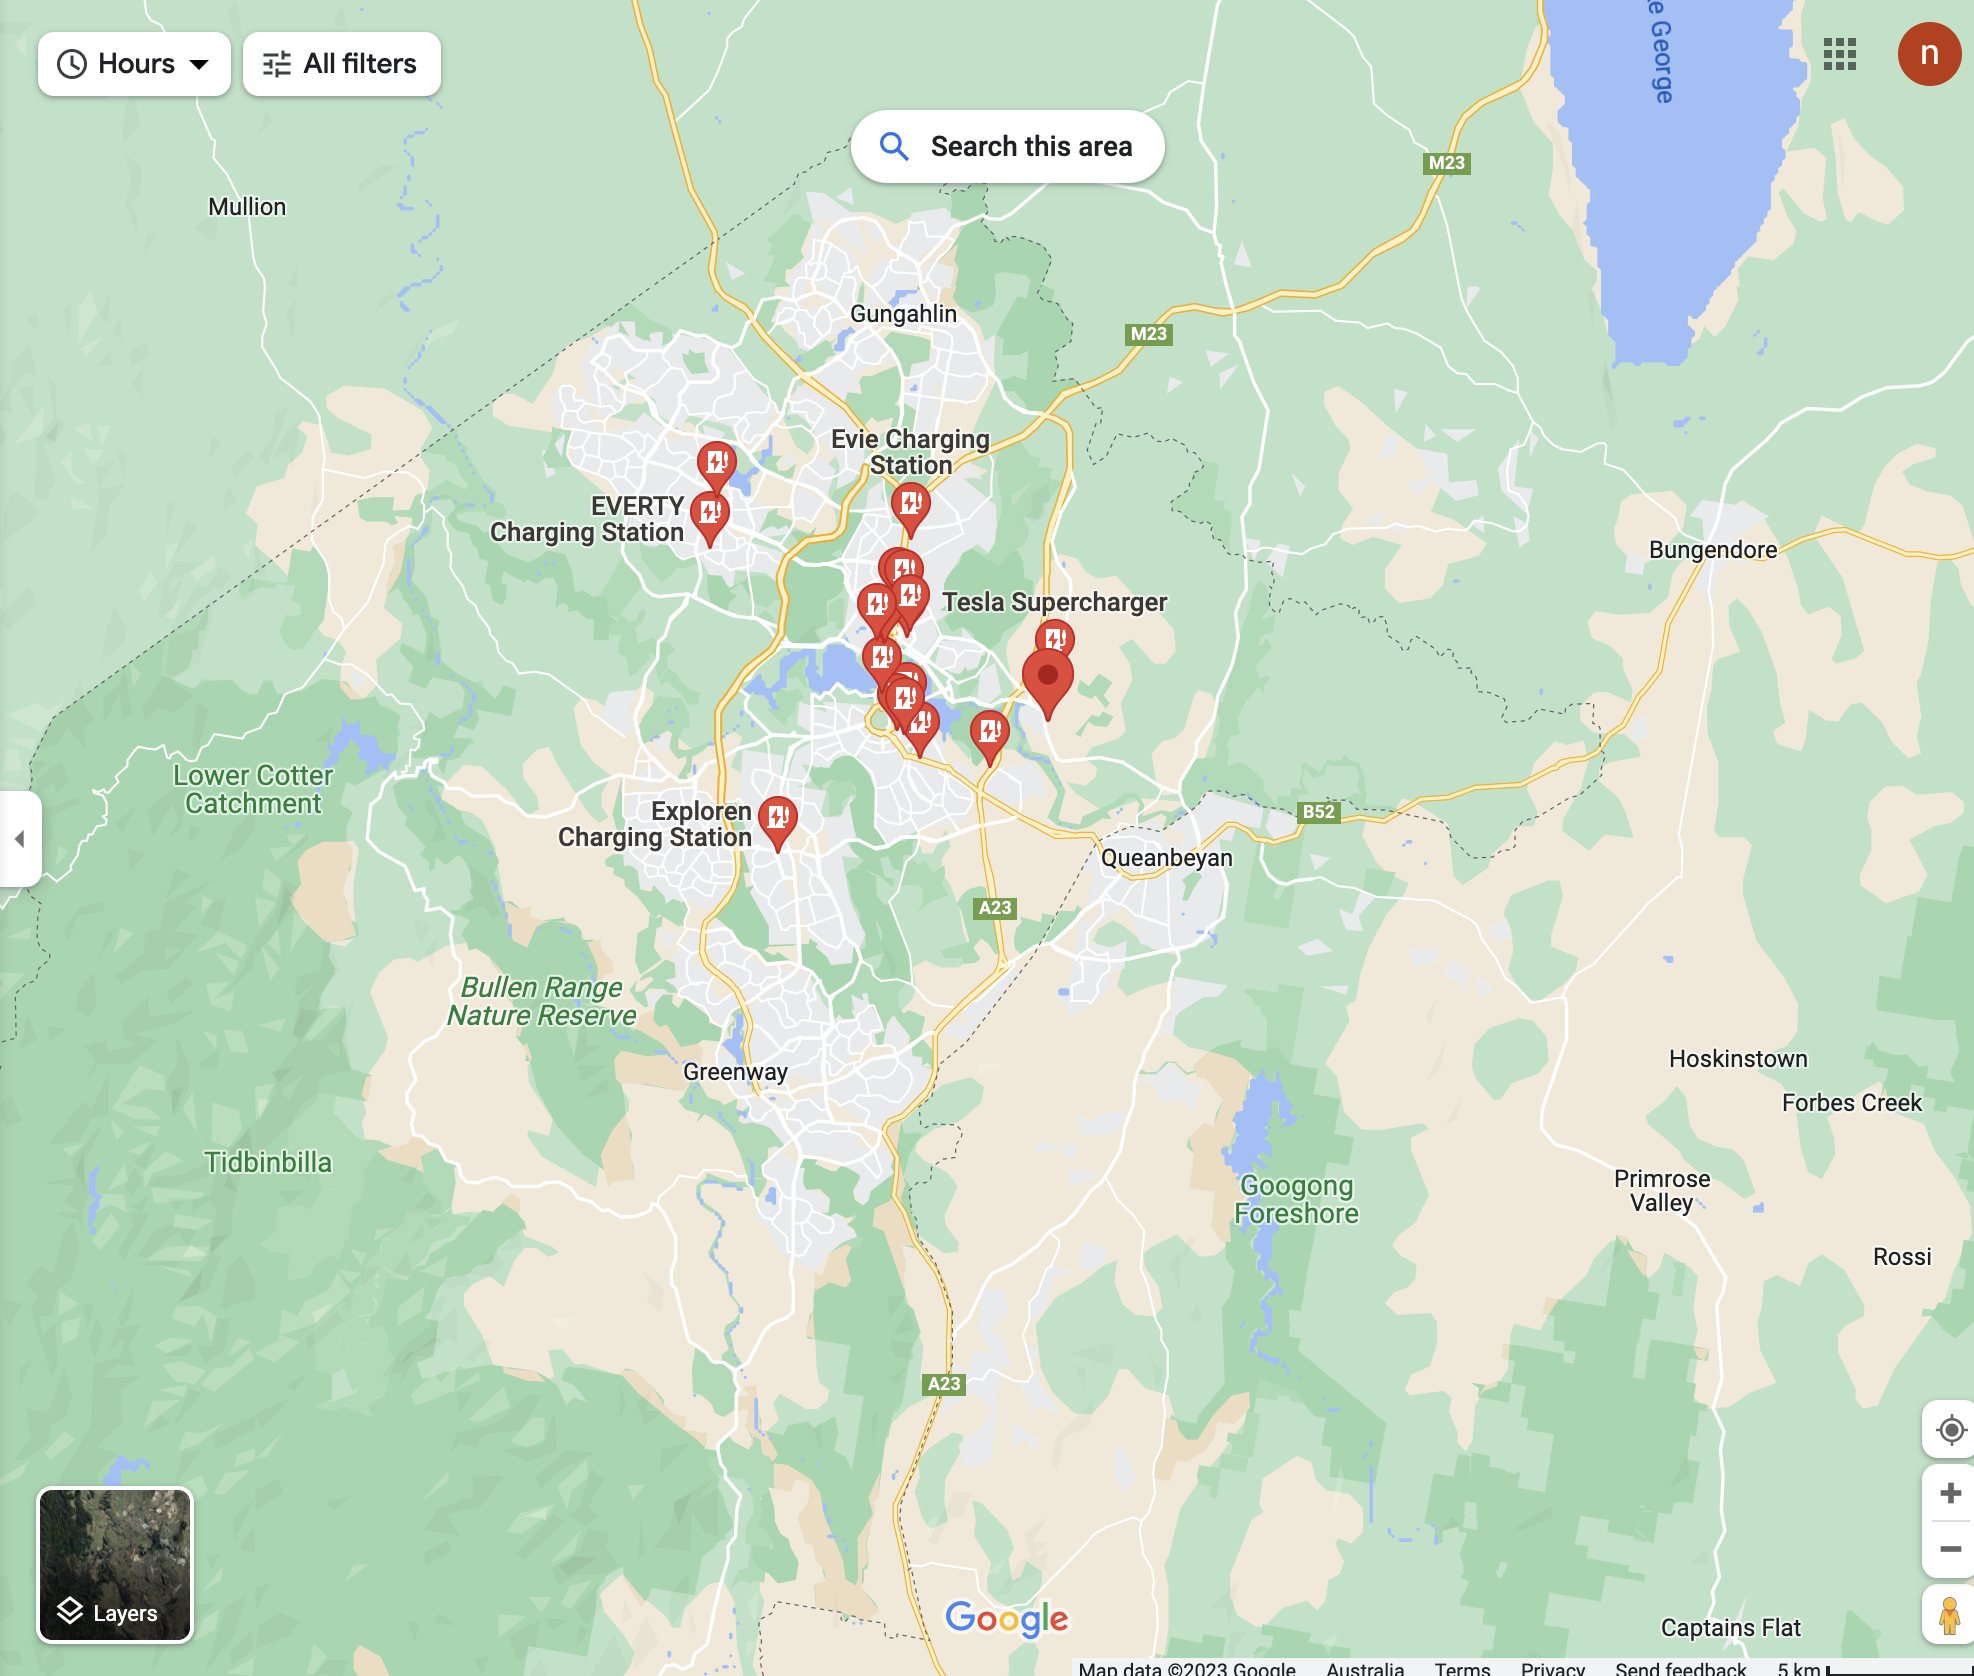 Hours
All filters
n
Search this area
George
M23
Mullion
Gungahlin
M23
Evie Charging
Station
EVERTY
Charging Station
Bungendore
Tesla Supercharger
Lower Cotter
Catchment
Exploren
Charging Station
B52
Queanbeyan
A23
Bullen Range
Nature Reserve
Greenway
Hoskinstown
Forbes Creek
Tidbinbilla
Googong
Foreshore
Primrose
Valley
Rossi
A23
Layers
Google
Captains Flat
Map data ©2023 Google Australia Terms Privacy Send feedback 5 km